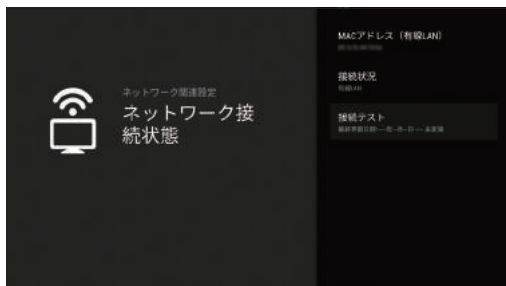 ネットワーク関連設定
ネットワーク接
続状態
MACアドレス（有線LAN）
接続状況
有線LAN
接続テスト